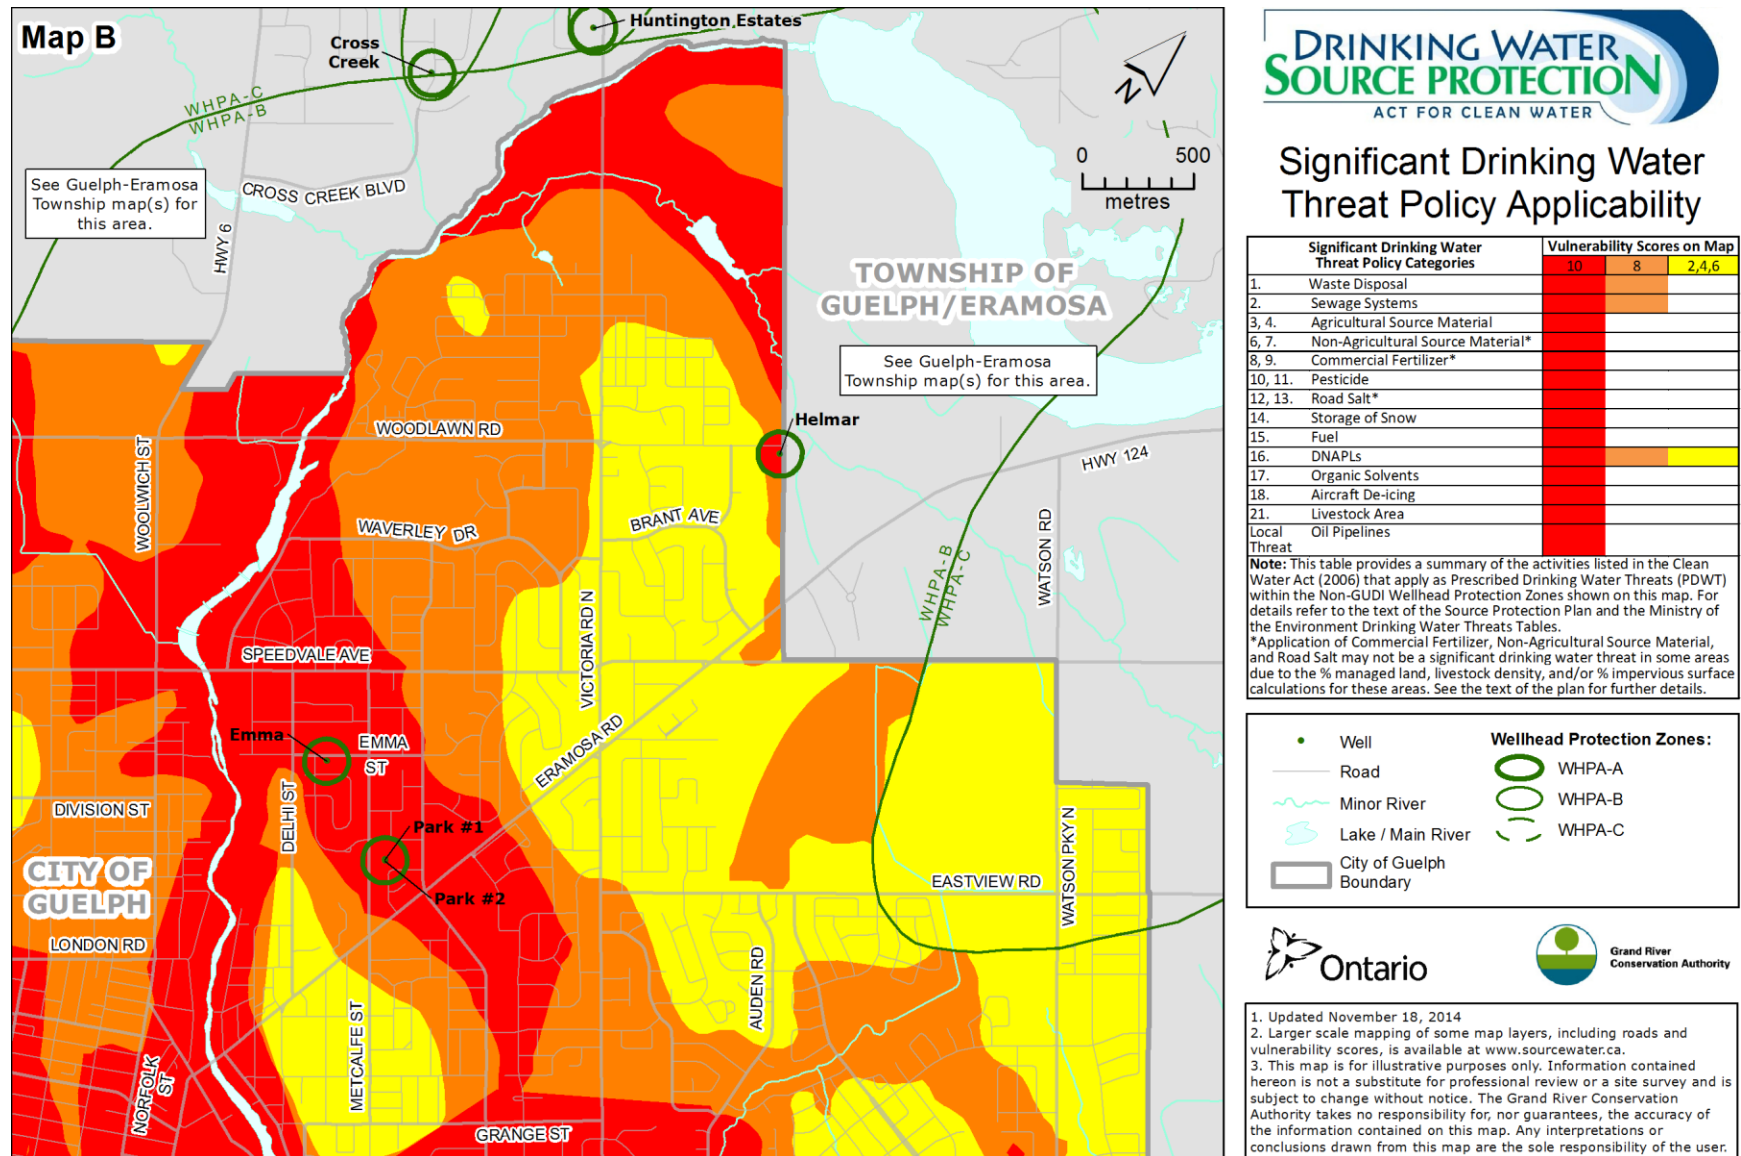 Map B
Huntington Estates
Cross
Creek
WHPA-C
WHPA-B
See Guelph-Eramosa
Township map(s) for
this area.
CROSS CREEK BLVD
HWY 6
N
0 500
metres
TOWNSHIP OF
GUELPH/ERAMOSA
See Guelph-Eramosa
Township map(s) for this area.
Helmar
WOODLAWN RD
HWY 124
WOOLWICH ST
WAVERLEY DR
BRANT AVE
WATSON RD
WHPA-B
WHPA-C
VICTORIA RD N
SPEEDVALE AVE
Emma
EMMA
ST
ERAMOSA RD
DELHI ST
DIVISION ST
Park #1
Park #2
CITY OF
GUELPH
EASTVIEW RD
WATSON PKY N
LONDON RD
AUDEN RD
METCALFE ST
NORFOLK
ST
GRANGE ST
DRINKING WATER
SOURCE PROTECTION
ACT FOR CLEAN WATER
Significant Drinking Water
Threat Policy Applicability
Significant Drinking Water
Threat Policy Categories
Vulnerability Scores on Map
10 8 2,4,6
1. Waste Disposal
2. Sewage Systems
3, 4. Agricultural Source Material
6, 7. Non-Agricultural Source Material*
8, 9. Commercial Fertilizer*
10, 11. Pesticide
12, 13. Road Salt*
14. Storage of Snow
15. Fuel
16. DNAPLs
17. Organic Solvents
18. Aircraft De-icing
21. Livestock Area
Local Oil Pipelines
Threat
Note: This table provides a summary of the activities listed in the Clean
Water Act (2006) that apply as Prescribed Drinking Water Threats (PDWT)
within the Non-GUDI Wellhead Protection Zones shown on this map. For
details refer to the text of the Source Protection Plan and the Ministry of
the Environment Drinking Water Threats Tables.
*Application of Commercial Fertilizer, Non-Agricultural Source Material,
and Road Salt may not be a significant drinking water threat in some areas
due to the % managed land, livestock density, and/or % impervious surface
calculations for these areas. See the text of the plan for further details.
Well
Road
Minor River
Lake / Main River
City of Guelph
Boundary
Wellhead Protection Zones:
WHPA-A
WHPA-B
WHPA-C
Ontario
Grand River
Conservation Authority
1. Updated November 18, 2014
2. Larger scale mapping of some map layers, including roads and
vulnerability scores, is available at www.sourcewater.ca.
3. This map is for illustrative purposes only. Information contained
hereon is not a substitute for professional review or a site survey and is
subject to change without notice. The Grand River Conservation
Authority takes no responsibility for, nor guarantees, the accuracy of
the information contained on this map. Any interpretations or
conclusions drawn from this map are the sole responsibility of the user.